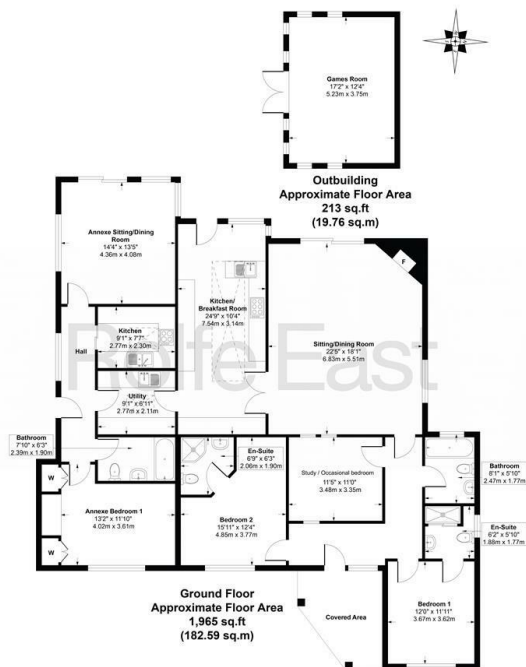 Games Room
17'2" x 12'4"
5.23m x 3.75m
Outbuilding
Approximate Floor Area
213 sq.ft
(19.76 sq.m)
Annexe Sitting/Dining
Room
14'4" x 13'5"
4.36m x 4.08m
Kitchen/
Breakfast Room
24'9" x 10'4"
7.54m x 3.14m
F
Kitchen
9'1" x 7'7"
2.77m x 2.30m
Hall
Sitting/Dining Room
22'5" x 18'1"
6.83m x 5.51m
Rolfe East
Utility
9'1" x 6'11"
2.77m x 2.11m
Bathroom
7'10" x 6'3"
2.39m x 1.90m
En-Suite
6'9" x 6'3"
2.06m x 1.90m
Study / Occasional bedroom
11'5" x 11'0"
3.48m x 3.35m
Bathroom
8'1" x 5'10"
2.47m x 1.77m
W
Annexe Bedroom 1
13'2" x 11'10"
4.02m x 3.61m
W
Bedroom 2
15'11" x 12'4"
4.85m x 3.77m
En-Suite
6'2" x 5'10"
1.88m x 1.77m
Ground Floor
Approximate Floor Area
1,965 sq.ft
(182.59 sq.m)
Covered Area
Bedroom 1
12'0" x 11'11"
3.67m x 3.62m